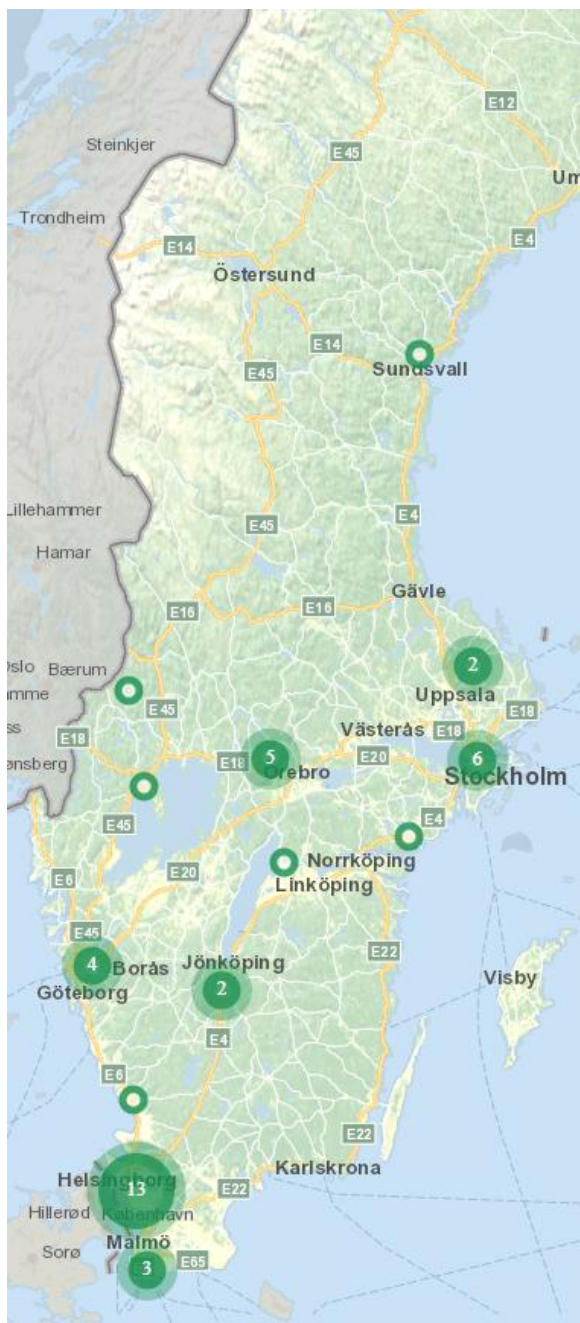 E12
Steinkjer
E45
Um
Trondheim
E4
E14
Östersund
E14
Sundsvall
E45
Lillehammer
E4
E45
Hamar
Gävle
E16
E16
Oslo
Bærum
2
Uppsala
E45
E18
Västerås
E18
E18
5
E18
E20
6
Örebro
Stockholm
E4
E45
Norrköping
E20
E6
Linköping
E45
E22
4
Borås
Jönköping
Visby
Göteborg
2
E4
E6
E22
Karlskrona
Helsingborg
13
E22
Hillerød
København
Malmö
Sorø
E65
3